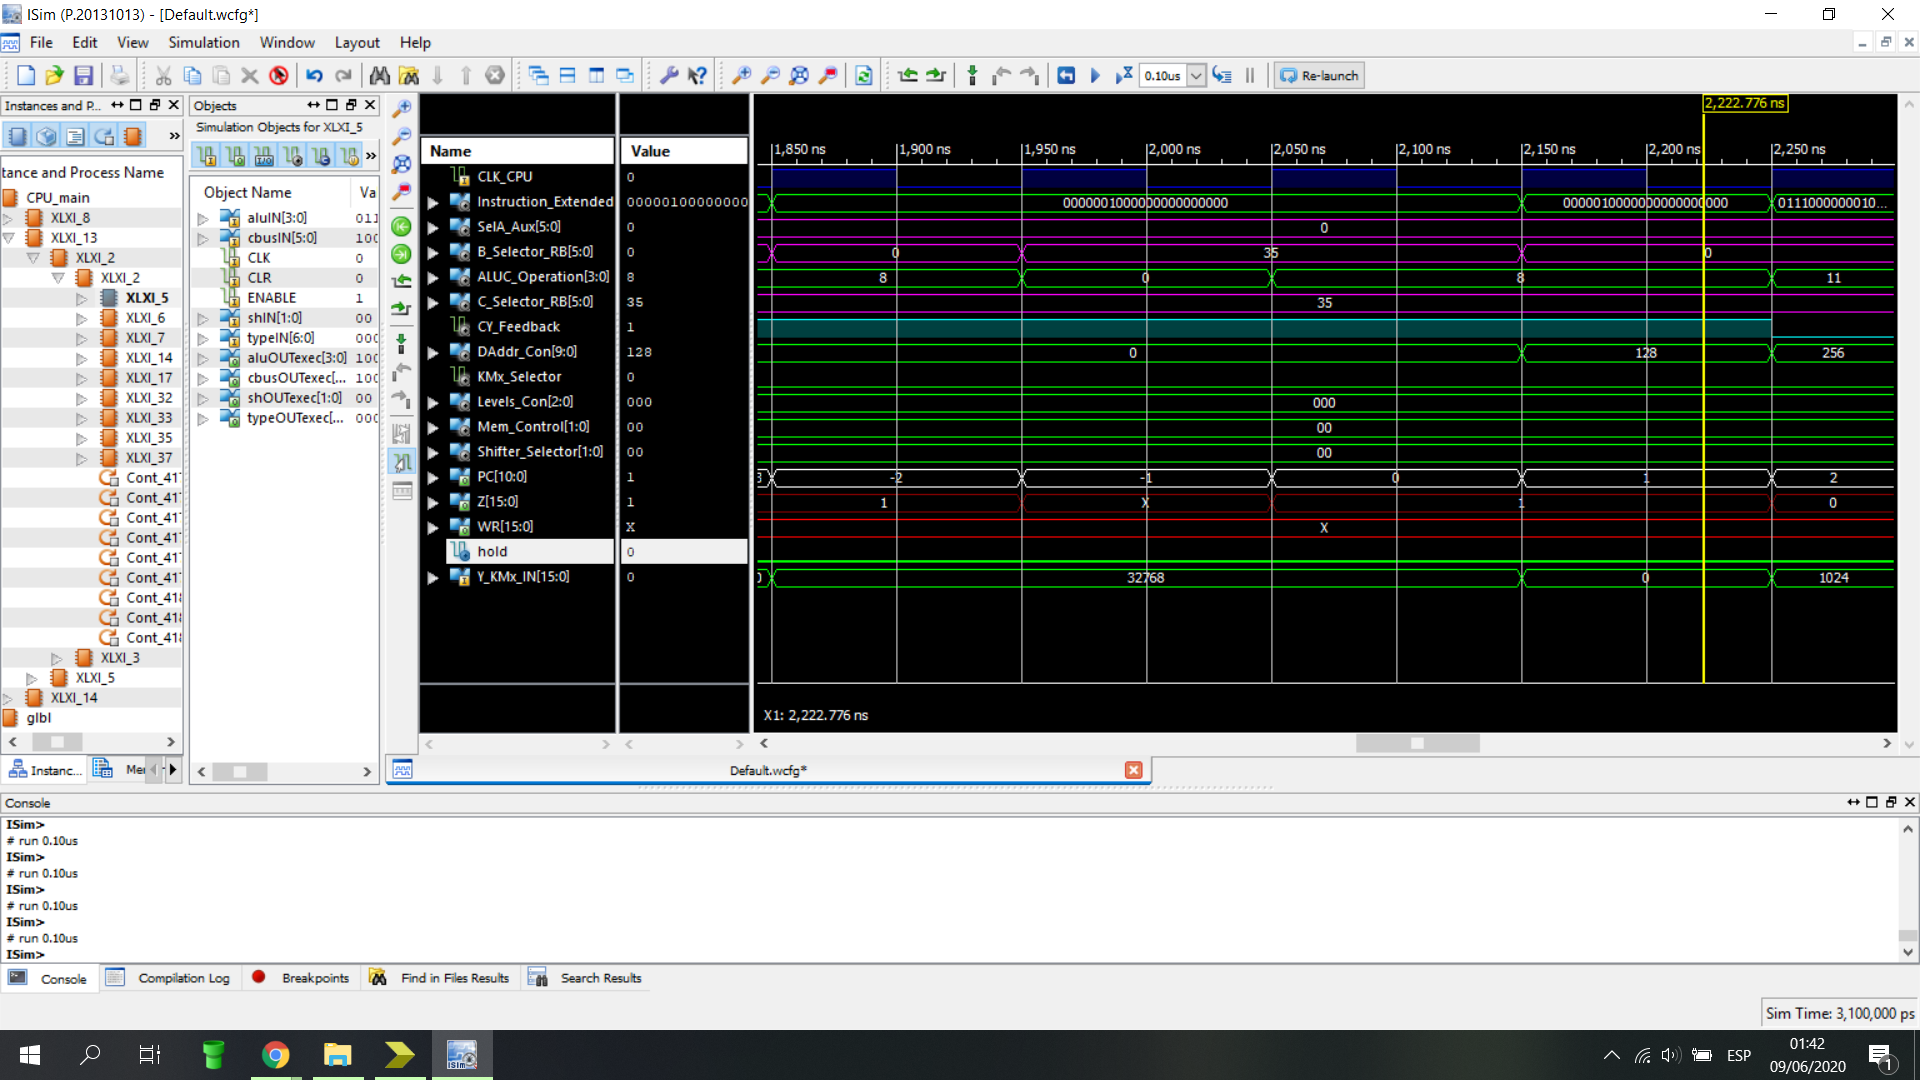 ISim (P.20131013) - [Default.wcfg*]
File Edit View Simulation Window Layout Help
0.10us Re-launch
Instances and P...
tance and Process Name
CPU_main
XLXI_8
XLXI_13
XLXI_2
XLXI_2
XLXI_5
XLXI_6
XLXI_7
XLXI_14
XLXI_17
XLXI_32
XLXI_33
XLXI_35
XLXI_37
Cont_41
Cont_41
Cont_41
Cont_41
Cont_41
Cont_41
Cont_418
Cont_418
Cont_418
XLXI_3
XLXI_5
XLXI_14
glbl
Instanc... Me
Objects
Simulation Objects for XLXI_5
Object Name Va
aluIN[3:0] 011
cbusIN[5:0] 100
CLK 0
CLR 0
ENABLE 1
shIN[1:0] 00
typeIN[6:0] 000
aluOUTexec[3:0] 100
cbusOUTexec[... 100
shOUTexec[1:0] 00
typeOUTexec[... 000
Name Value
CLK_CPU 0
Instruction_Extended 00000100000000
SelA_Aux[5:0] 0
B_Selector_RB[5:0] 0
ALUC_Operation[3:0] 8
C_Selector_RB[5:0] 35
CY_Feedback 1
DAddr_Con[9:0] 128
KMx_Selector 0
Levels_Con[2:0] 000
Mem_Control[1:0] 00
Shifter_Selector[1:0] 00
PC[10:0] 1
Z[15:0] 1
WR[15:0] X
hold 0
Y_KMx_IN[15:0] 0
2,222.776 ns
1,850 ns 1,900 ns 1,950 ns 2,000 ns 2,050 ns 2,100 ns 2,150 ns 2,200 ns 2,250 ns
0000001000000000000000 0000010000000000000000 0111000000010...
0
0 35 0
8 0 8 11
35
0 128 256
000
00
00
3 -2 -1 0 1 2
1 X 1 0
X
0 32768 0 1024
X1: 2,222.776 ns
Default.wcfg*
Console
ISim>
# run 0.10us
ISim>
# run 0.10us
ISim>
# run 0.10us
ISim>
# run 0.10us
ISim>
Console Compilation Log Breakpoints Find in Files Results Search Results
Sim Time: 3,100,000 ps
ISim
ESP
01:42
09/06/2020
1